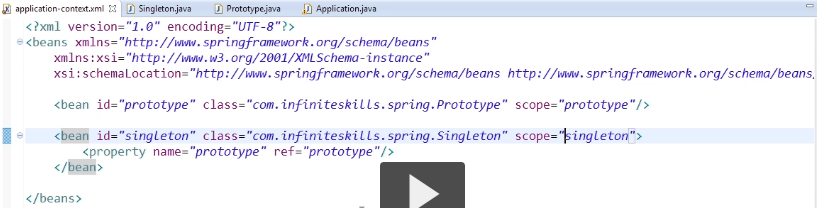 application-context.xml Singleton.java Prototype.java Application.java
<?xml version="1.0" encoding="UTF-8"?>
<beans xmlns="http://www.springframework.org/schema/beans"
xmlns:xsi="http://www.w3.org/2001/XMLSchema-instance"
xsi:schemaLocation="http://www.springframework.org/schema/beans http://www.springframework.org/schema/beans/
<bean id="prototype" class="com.infiniteskills.spring.Prototype" scope="prototype"/>
<bean id="singleton" class="com.infiniteskills.spring.Singleton" scope="singleton">
<property name="prototype" ref="prototype"/>
</bean>
</beans>